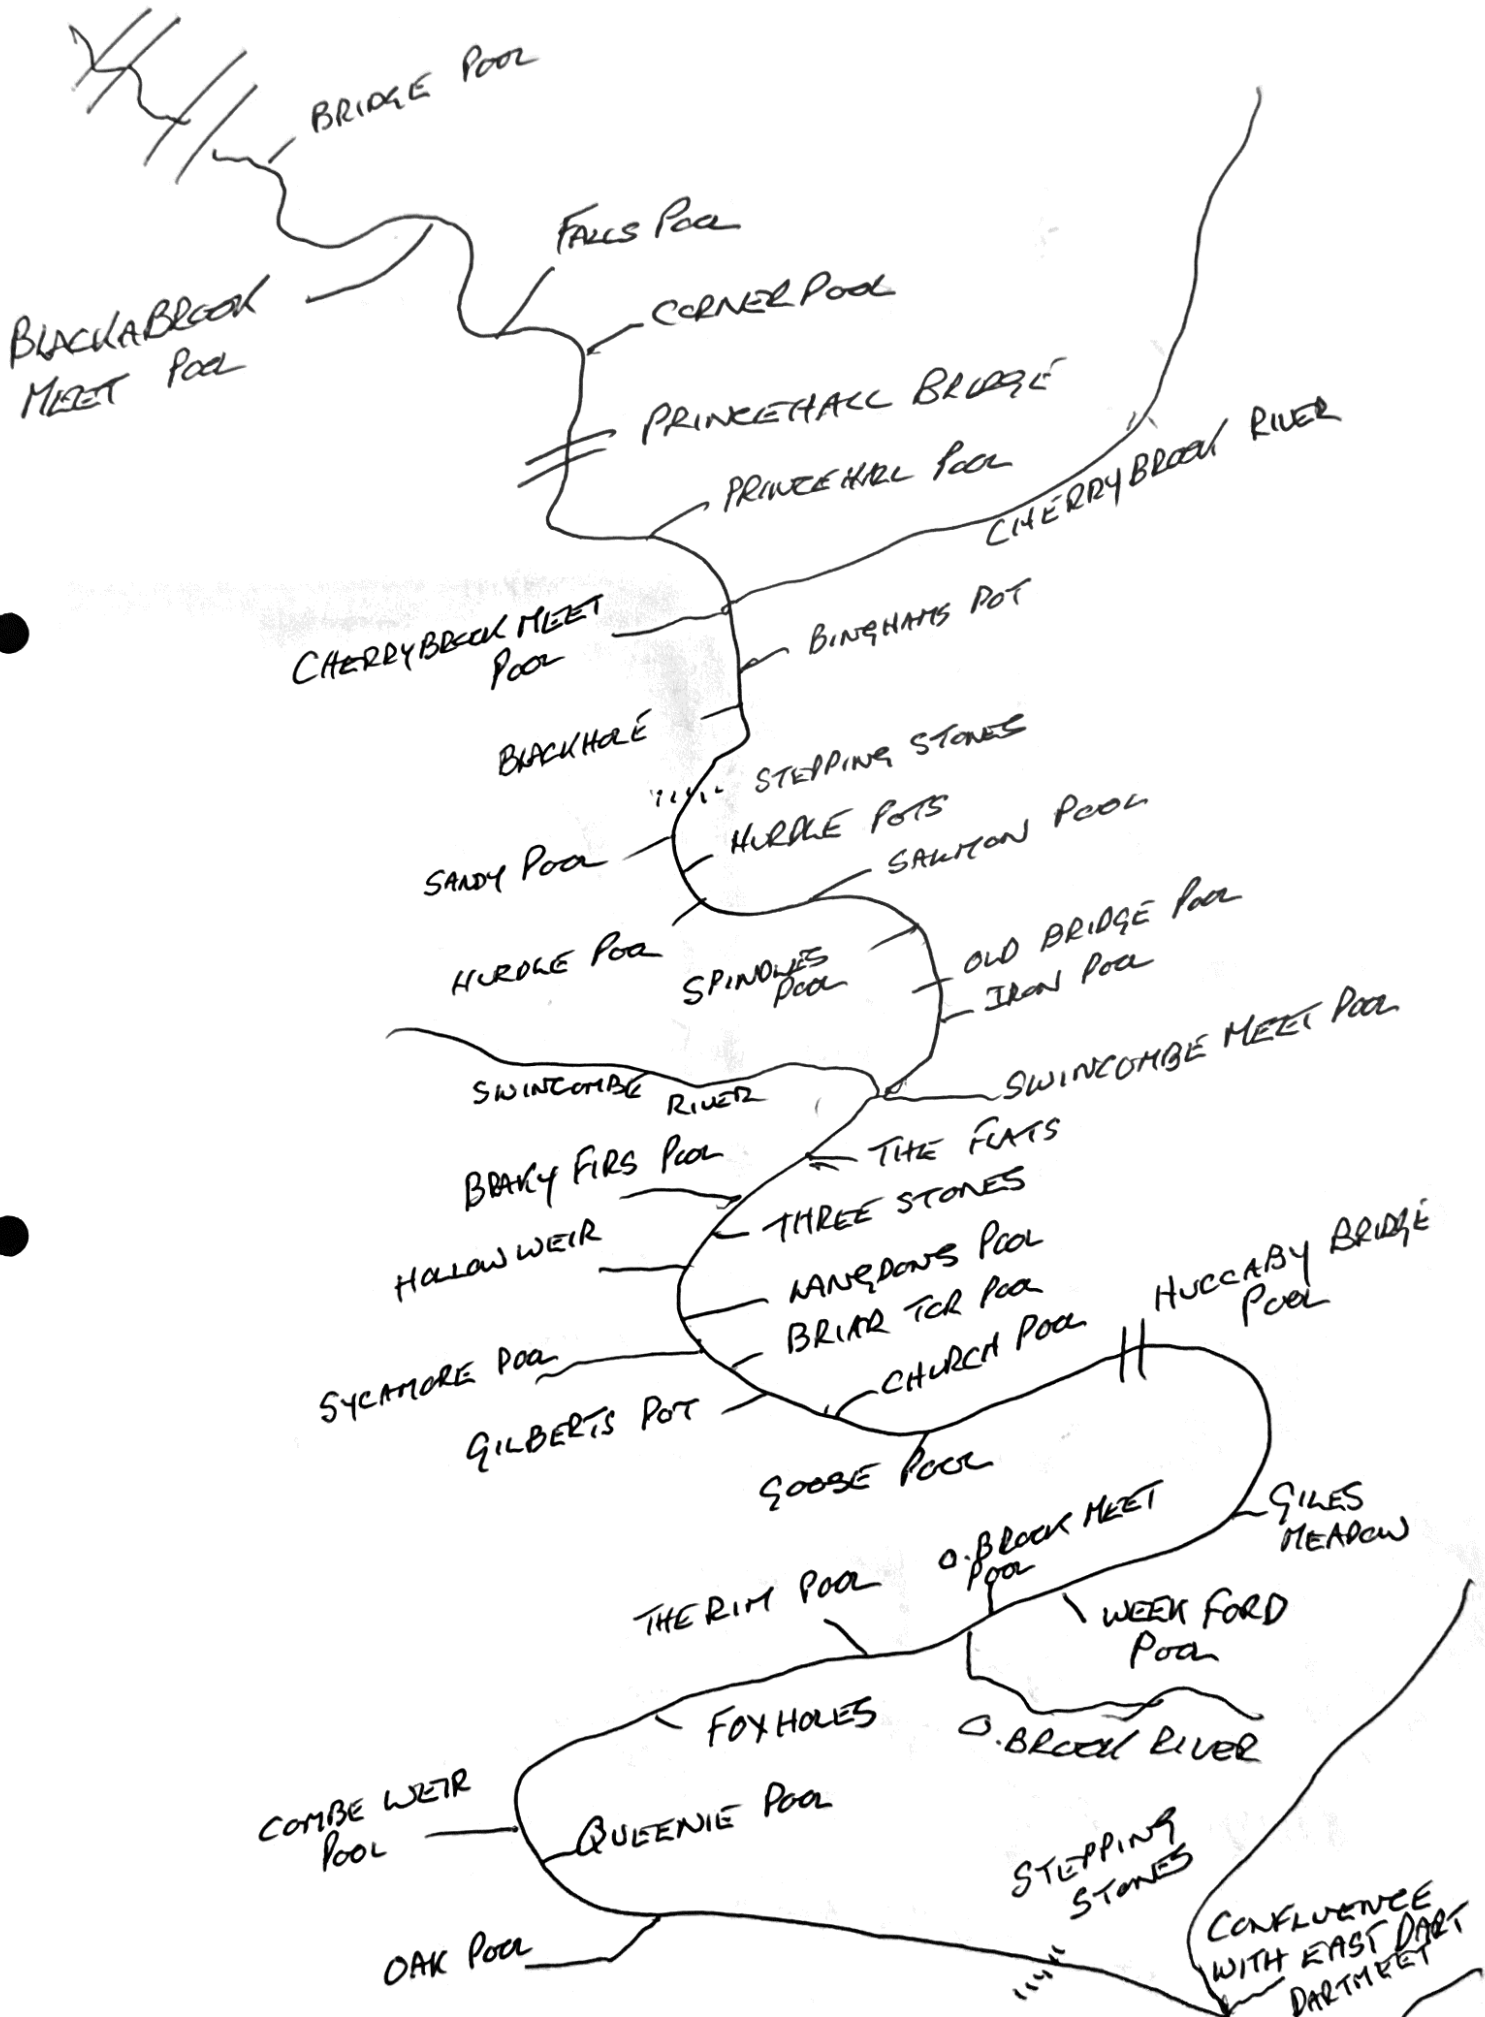 BRIDGE POOL
FALLS POOL
BLACKABROOK
MEET POOL
CORNER POOL
PRINCEHALL BRIDGE
PRINCEHALL POOL
CHERRYBROOK RIVER
CHERRYBROOK MEET
POOL
BINGHAMS POT
BLACKHOLE
STEPPING STONES
HURDLE POTS
SANDY POOL
SALMON POOL
HURDLE POOL
SPINDLES
POOL
OLD BRIDGE POOL
IRON POOL
SWINCOMBE MEET POOL
SWINCOMBE RIVER
THE FLATS
BRAKY FIRS POOL
THREE STONES
HOLLOW WEIR
LANGDONS POOL
HUCCABY BRIDGE
POOL
BRIAR TOR POOL
CHURCH POOL
SYCAMORE POOL
GILBERTS POT
GOOSE POOL
GILES
MEADOW
O.BROOK MEET
POOL
THE RIM POOL
WEEK FORD
POOL
FOXHOLES
O.BROOK RIVER
COMBE WEIR
POOL
QUEENIE POOL
STEPPING
STONES
OAK POOL
CONFLUENCE
WITH EAST DART
DARTMEET